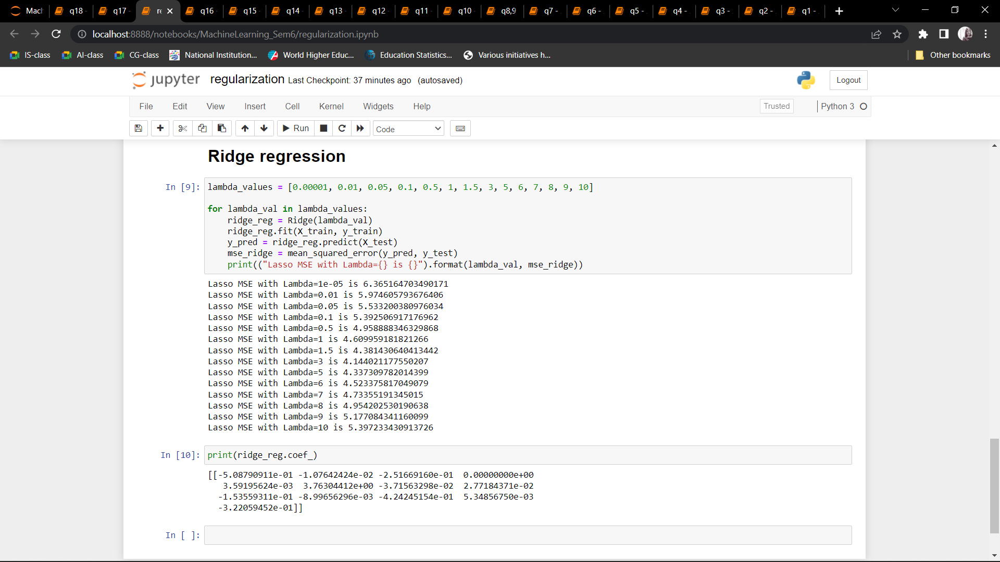 Mach
q18 -
q17 -
re
q16
q15
q14
q13
q12
q11
q10
q8,9
q7 -
q6 -
q5 -
q4 -
q3 -
q2 -
q1 -
localhost:8888/notebooks/MachineLearning_Sem6/regularization.ipynb
IS-class
AI-class
CG-class
National Institution...
World Higher Educ...
Education Statistics...
Various initiatives h...
Other bookmarks
jupyter regularization Last Checkpoint: 37 minutes ago (autosaved)
Logout
File Edit View Insert Cell Kernel Widgets Help
Trusted
Python 3
Run
Code
Ridge regression
In [9]: lambda_values = [0.00001, 0.01, 0.05, 0.1, 0.5, 1, 1.5, 3, 5, 6, 7, 8, 9, 10]
for lambda_val in lambda_values:
    ridge_reg = Ridge(lambda_val)
    ridge_reg.fit(X_train, y_train)
    y_pred = ridge_reg.predict(X_test)
    mse_ridge = mean_squared_error(y_pred, y_test)
    print(("Lasso MSE with Lambda={} is {}").format(lambda_val, mse_ridge))
Lasso MSE with Lambda=1e-05 is 6.365164703490171
Lasso MSE with Lambda=0.01 is 5.974605793676406
Lasso MSE with Lambda=0.05 is 5.533200380976034
Lasso MSE with Lambda=0.1 is 5.392506917176962
Lasso MSE with Lambda=0.5 is 4.958888346329868
Lasso MSE with Lambda=1 is 4.609959181821266
Lasso MSE with Lambda=1.5 is 4.381430640413442
Lasso MSE with Lambda=3 is 4.144021177550207
Lasso MSE with Lambda=5 is 4.337309782014399
Lasso MSE with Lambda=6 is 4.523375817049079
Lasso MSE with Lambda=7 is 4.73355191345015
Lasso MSE with Lambda=8 is 4.954202530190638
Lasso MSE with Lambda=9 is 5.177084341160099
Lasso MSE with Lambda=10 is 5.397233430913726
In [10]: print(ridge_reg.coef_)
[[-5.08790911e-01 -1.07642424e-02 -2.51669160e-01  0.00000000e+00
   3.59195624e-03  3.76304412e+00 -3.71563298e-02  2.77184371e-02
  -1.53559311e-01 -8.99656296e-03 -4.24245154e-01  5.34856750e-03
  -3.22059452e-01]]
In [ ]: